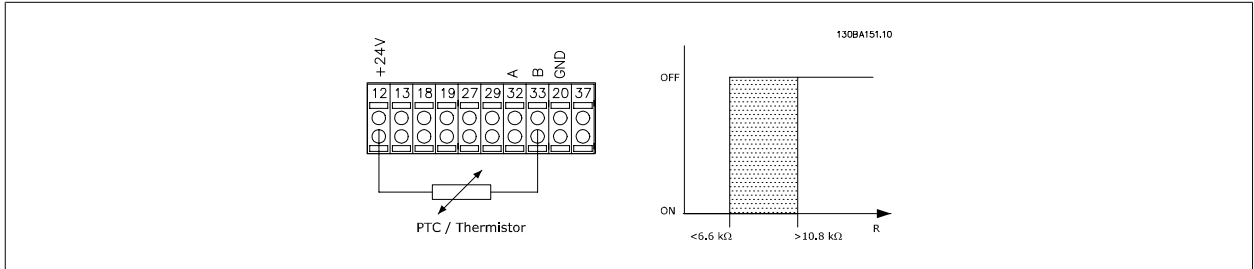 130BA151.10
+24V
A
B
GND
12 13 18 19 27 29 32 33 20 37
PTC / Thermistor
OFF
ON
<6.6 kΩ
>10.8 kΩ
R